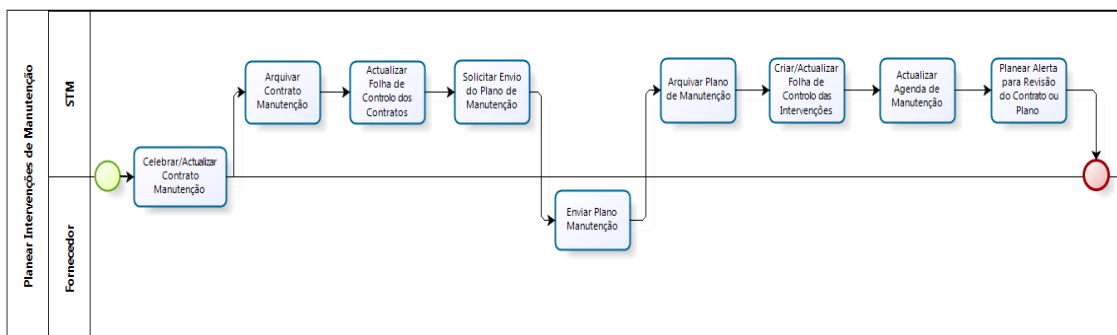 Planear Intervenções de Manutenção
STM
Fornecedor
Celebrar/Actualizar
Contrato
Manutenção
Arquivar
Contrato
Manutenção
Actualizar
Folha de
Controlo dos
Contratos
Solicitar Envio
do Plano de
Manutenção
Enviar Plano
Manutenção
Arquivar Plano
de Manutenção
Criar/Actualizar
Folha de
Controlo das
Intervenções
Actualizar
Agenda de
Manutenção
Planear Alerta
para Revisão
do Contrato ou
Plano